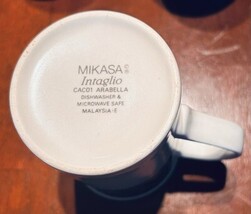 MIKASA®
Intaglio
CAC01 ARABELLA
DISHWASHER &
MICROWAVE SAFE
MALAYSIA-S